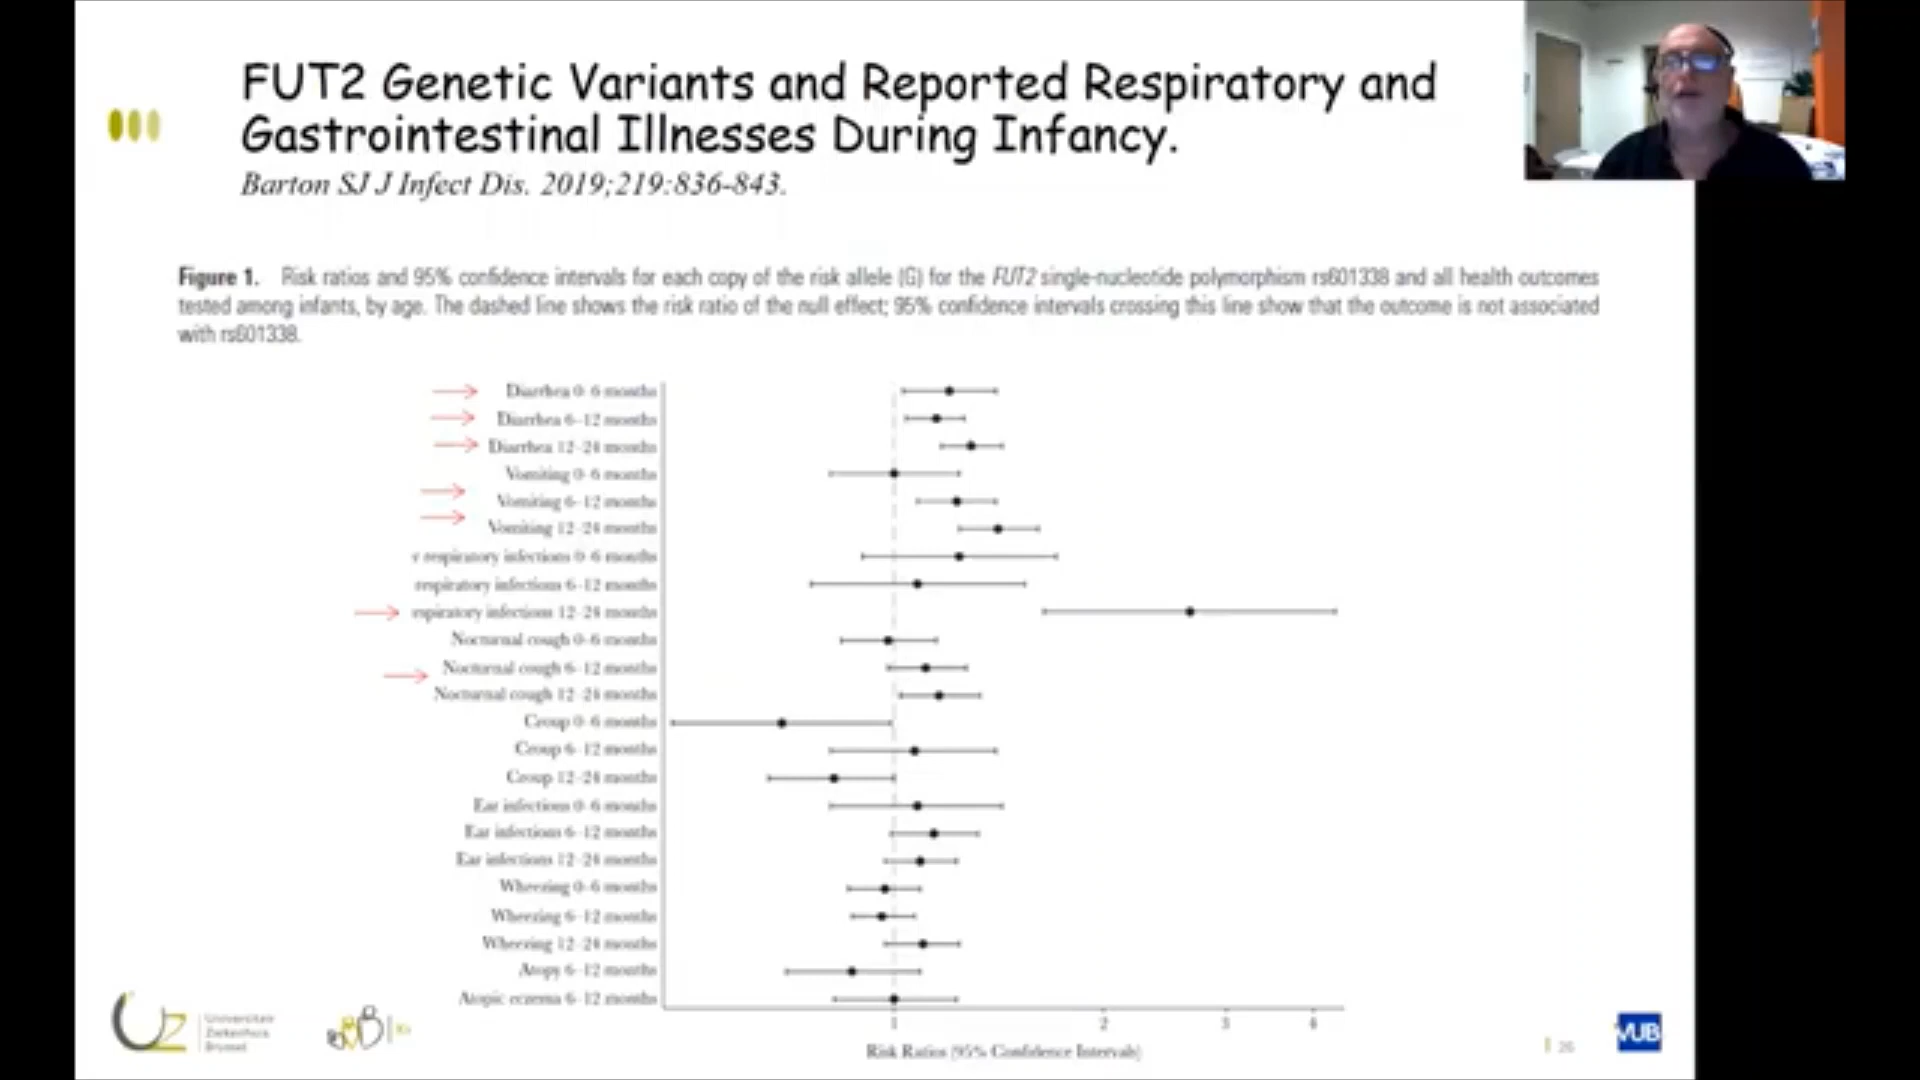 FUT2 Genetic Variants and Reported Respiratory and
Gastrointestinal Illnesses During Infancy.
Barton SJ J Infect Dis. 2019;219:836-843.
Figure 1. Risk ratios and 95% confidence intervals for each copy of the risk allele (G) for the FUT2 single-nucleotide polymorphism rs601338 and all health outcomes
tested among infants, by age. The dashed line shows the risk ratio of the null effect; 95% confidence intervals crossing this line show that the outcome is not associated
with rs601338.
Diarrhea 0–6 months
Diarrhea 6–12 months
Diarrhea 12–24 months
Vomiting 0–6 months
Vomiting 6–12 months
Vomiting 12–24 months
r respiratory infections 0–6 months
respiratory infections 6–12 months
espiratory infections 12–24 months
Nocturnal cough 0–6 months
Nocturnal cough 6–12 months
Nocturnal cough 12–24 months
Croup 0–6 months
Croup 6–12 months
Croup 12–24 months
Ear infections 0–6 months
Ear infections 6–12 months
Ear infections 12–24 months
Wheezing 0–6 months
Wheezing 6–12 months
Wheezing 12–24 months
Atopy 6–12 months
Atopic eczema 6–12 months
1 2 3 4
Risk Ratios (95% Confidence Intervals)
UZ
Universitair
Ziekenhuis
Brussel
26
VUB